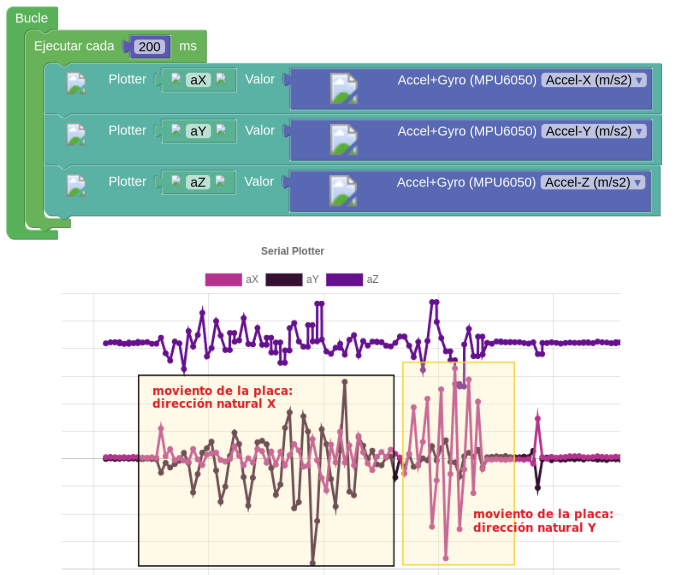 Bucle
Ejecutar cada 200 ms
Plotter aX Valor Accel+Gyro (MPU6050) Accel-X (m/s2)
Plotter aY Valor Accel+Gyro (MPU6050) Accel-Y (m/s2)
Plotter aZ Valor Accel+Gyro (MPU6050) Accel-Z (m/s2)
Serial Plotter
aX aY aZ
moviento de la placa:
dirección natural X
moviento de la placa:
dirección natural Y